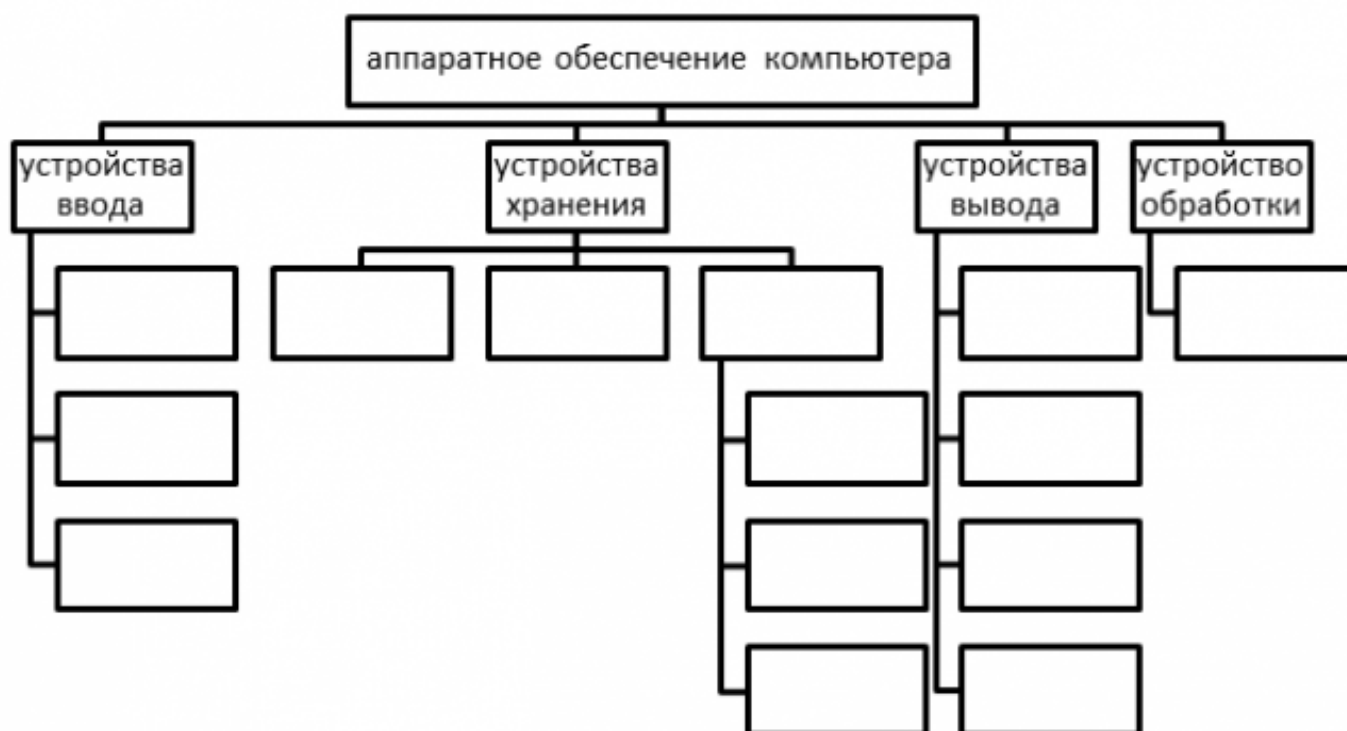 аппаратное обеспечение компьютера
устройства
ввода
устройства
хранения
устройства
вывода
устройство
обработки